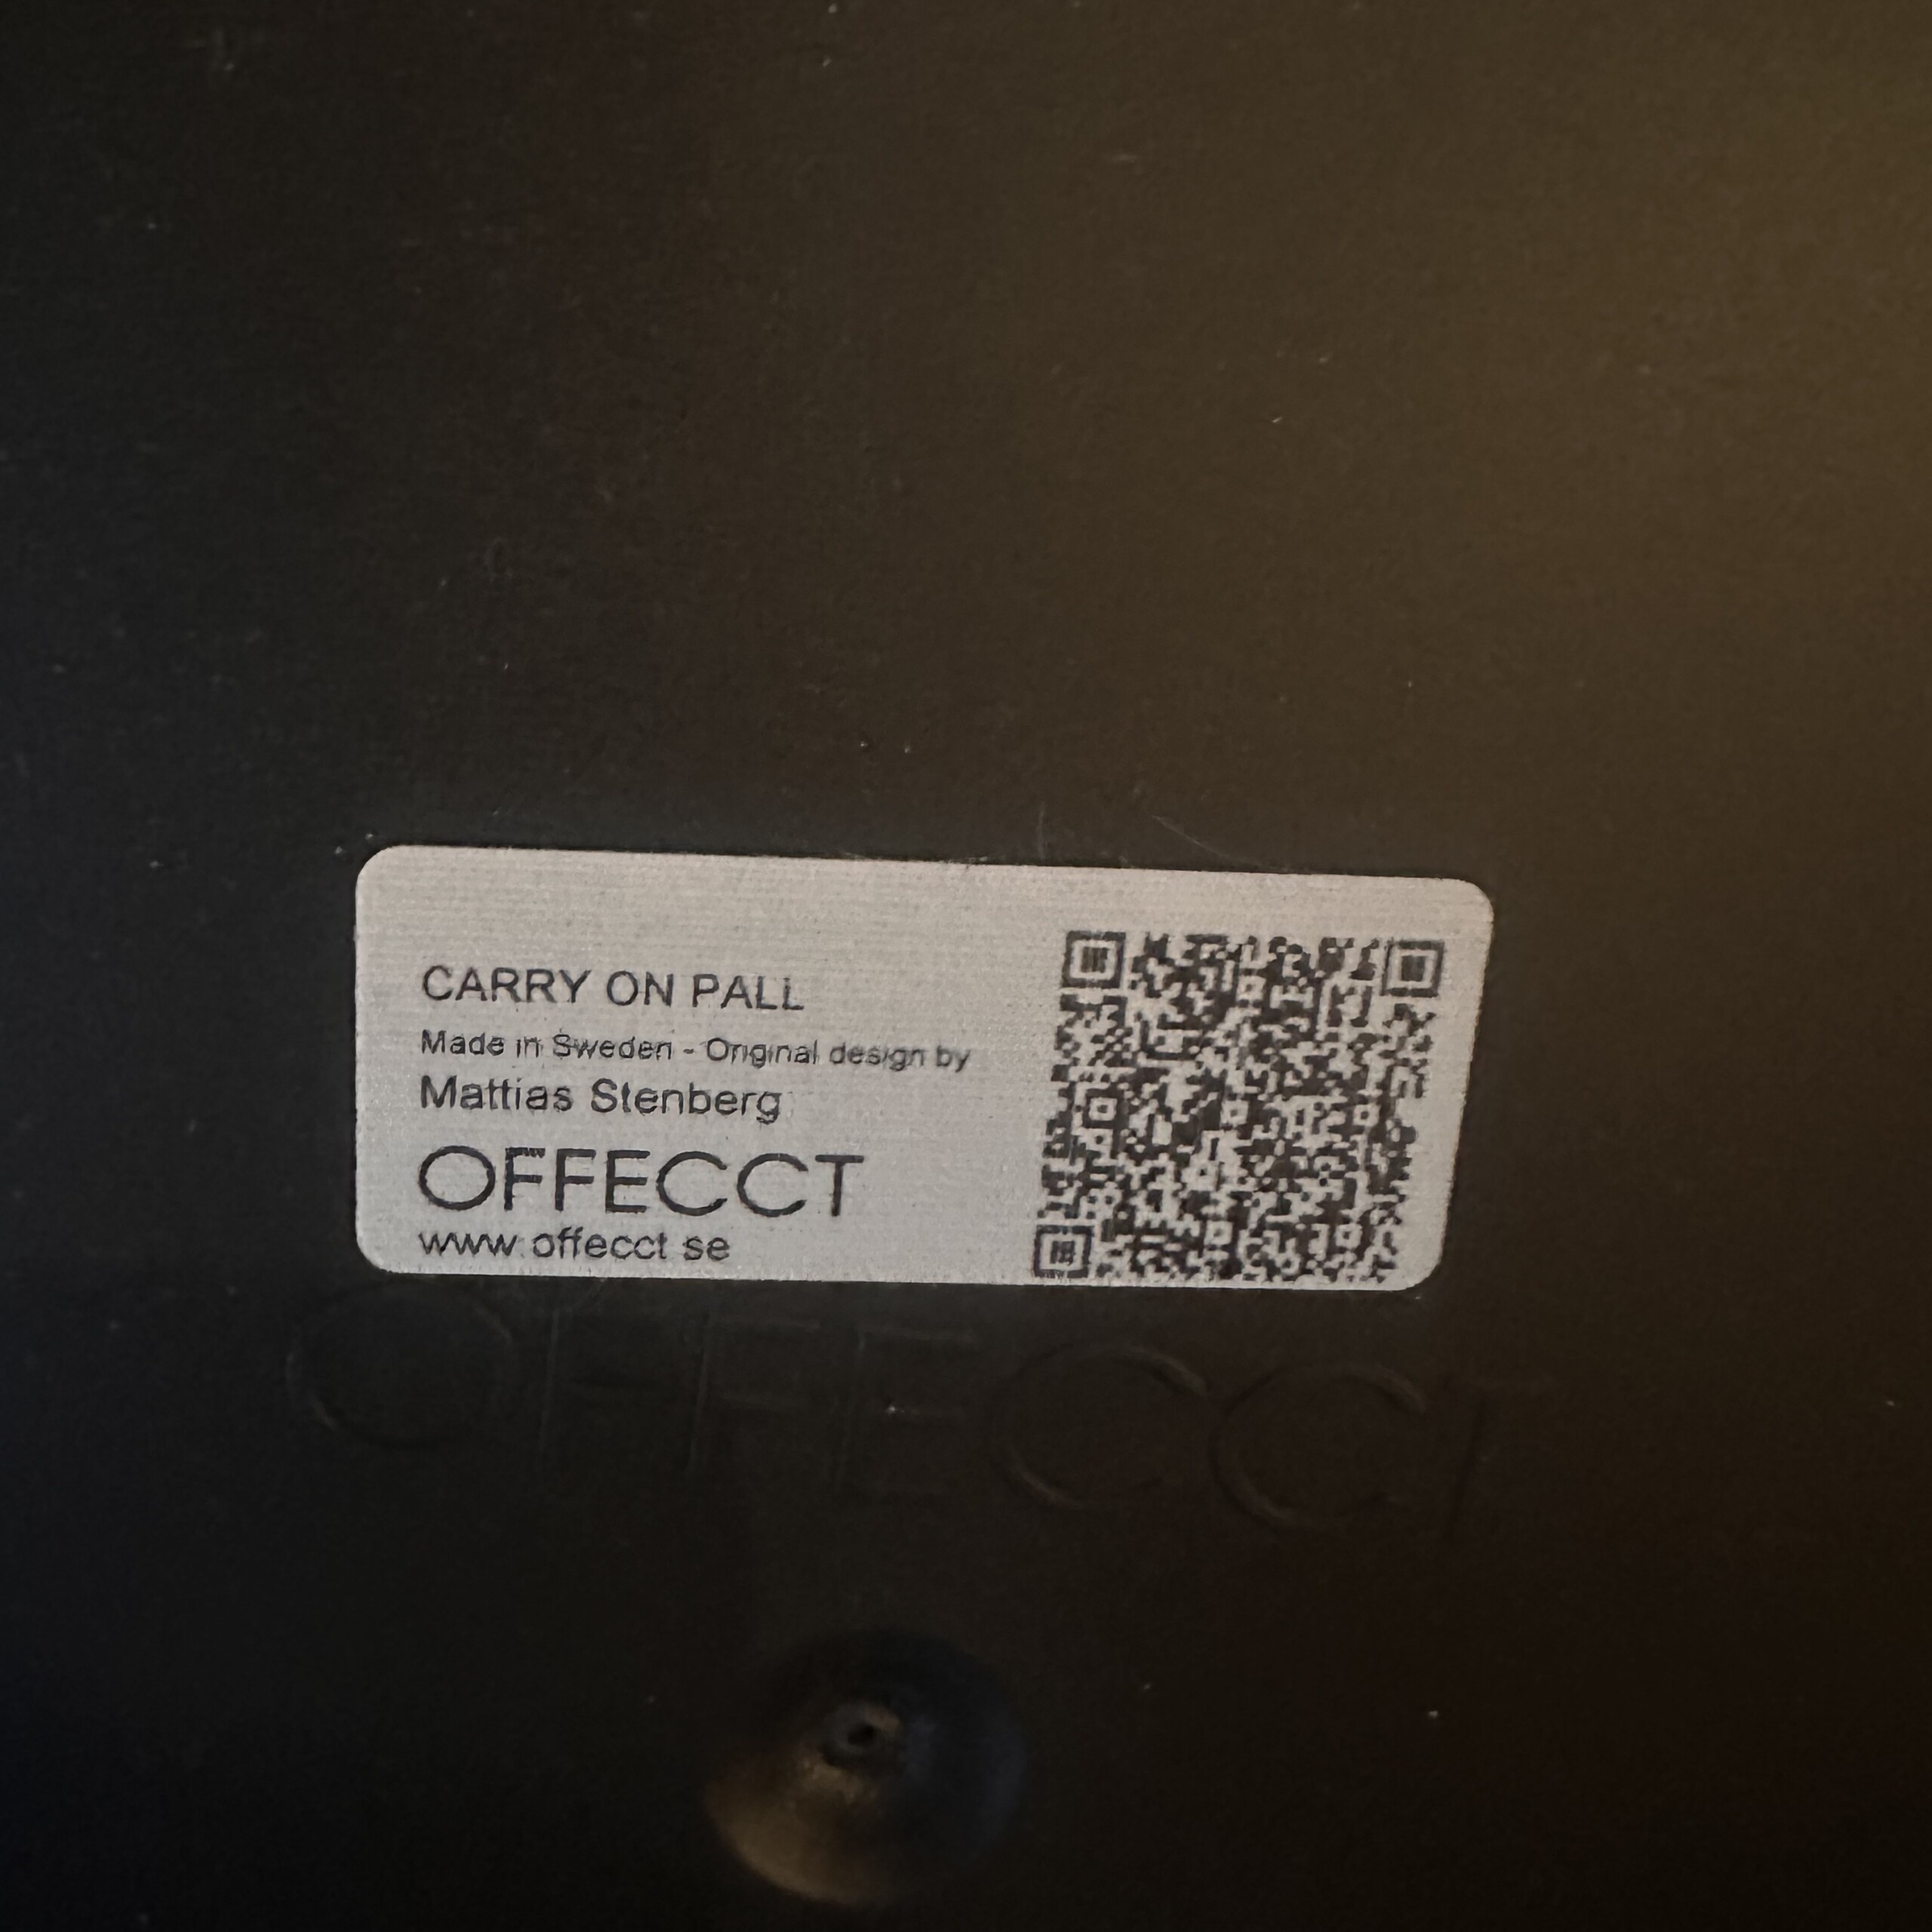 CARRY ON PALL
Made in Sweden - Original design by
Mattias Stenberg
OFFECCT
www.offecct.se
OFFECCT